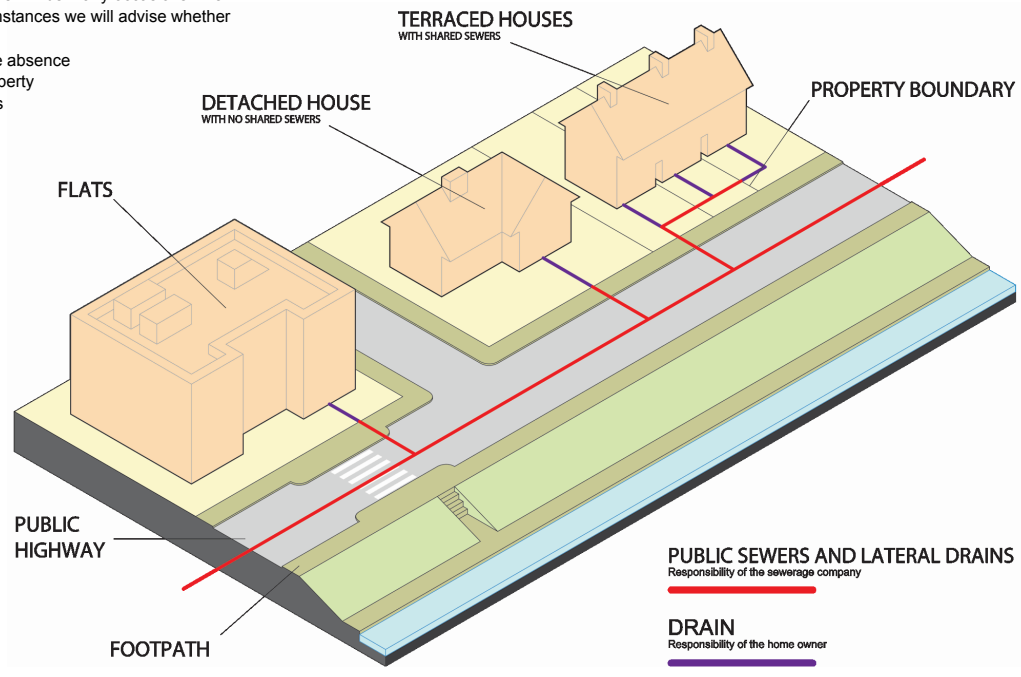 stances we will advise whether
e absence
perty
s
TERRACED HOUSES
WITH SHARED SEWERS
PROPERTY BOUNDARY
DETACHED HOUSE
WITH NO SHARED SEWERS
FLATS
PUBLIC
HIGHWAY
FOOTPATH
PUBLIC SEWERS AND LATERAL DRAINS
Responsibility of the sewerage company
DRAIN
Responsibility of the home owner